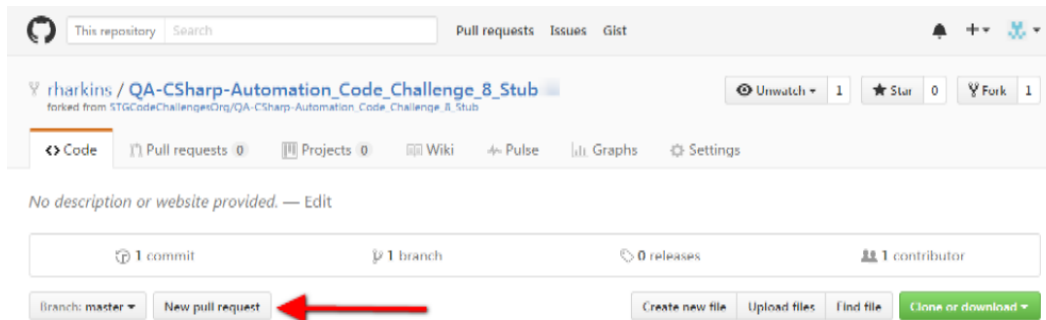 This repository Search Pull requests Issues Gist
rharkins / QA-CSharp-Automation_Code_Challenge_8_Stub Unwatch 1 Star 0 Fork 1
forked from STGCodeChallengesOrg/QA-CSharp-Automation_Code_Challenge_8_Stub
Code Pull requests 0 Projects 0 Wiki Pulse Graphs Settings
No description or website provided. — Edit
1 commit 1 branch 0 releases 1 contributor
Branch: master New pull request Create new file Upload files Find file Clone or download